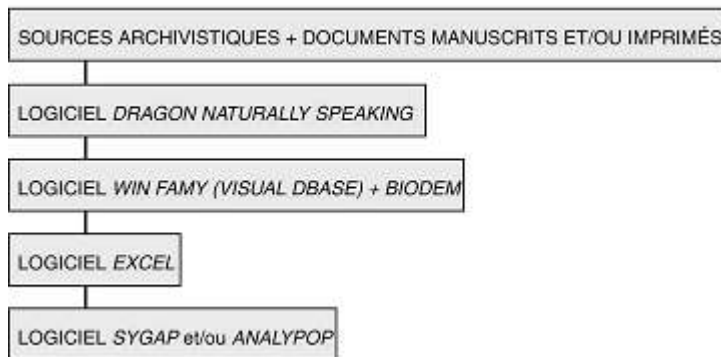 SOURCES ARCHIVISTIQUES + DOCUMENTS MANUSCRITS ET/OU IMPRIMÉS
LOGICIEL DRAGON NATURALLY SPEAKING
LOGICIEL WIN FAMY (VISUAL DBASE) + BIODEM
LOGICIEL EXCEL
LOGICIEL SYGAP et/ou ANALYPOP